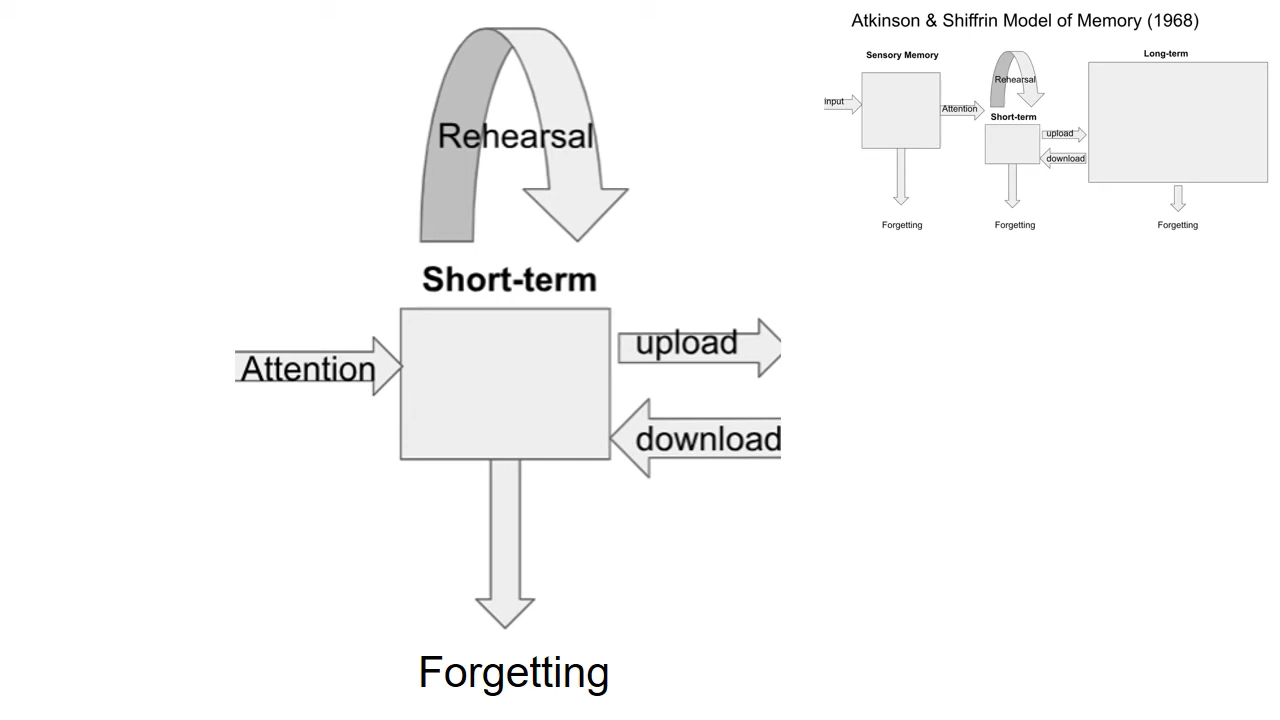 Rehearsal
Short-term
Attention
upload
download
Forgetting
Atkinson & Shiffrin Model of Memory (1968)
Sensory Memory
Long-term
Rehearsal
input
Attention
Short-term
upload
download
Forgetting
Forgetting
Forgetting